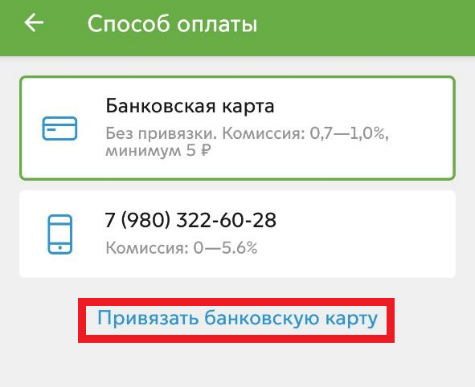 Способ оплаты
Банковская карта
Без привязки. Комиссия: 0,7—1,0%,
минимум 5 ₽
7 (980) 322-60-28
Комиссия: 0—5.6%
Привязать банковскую карту